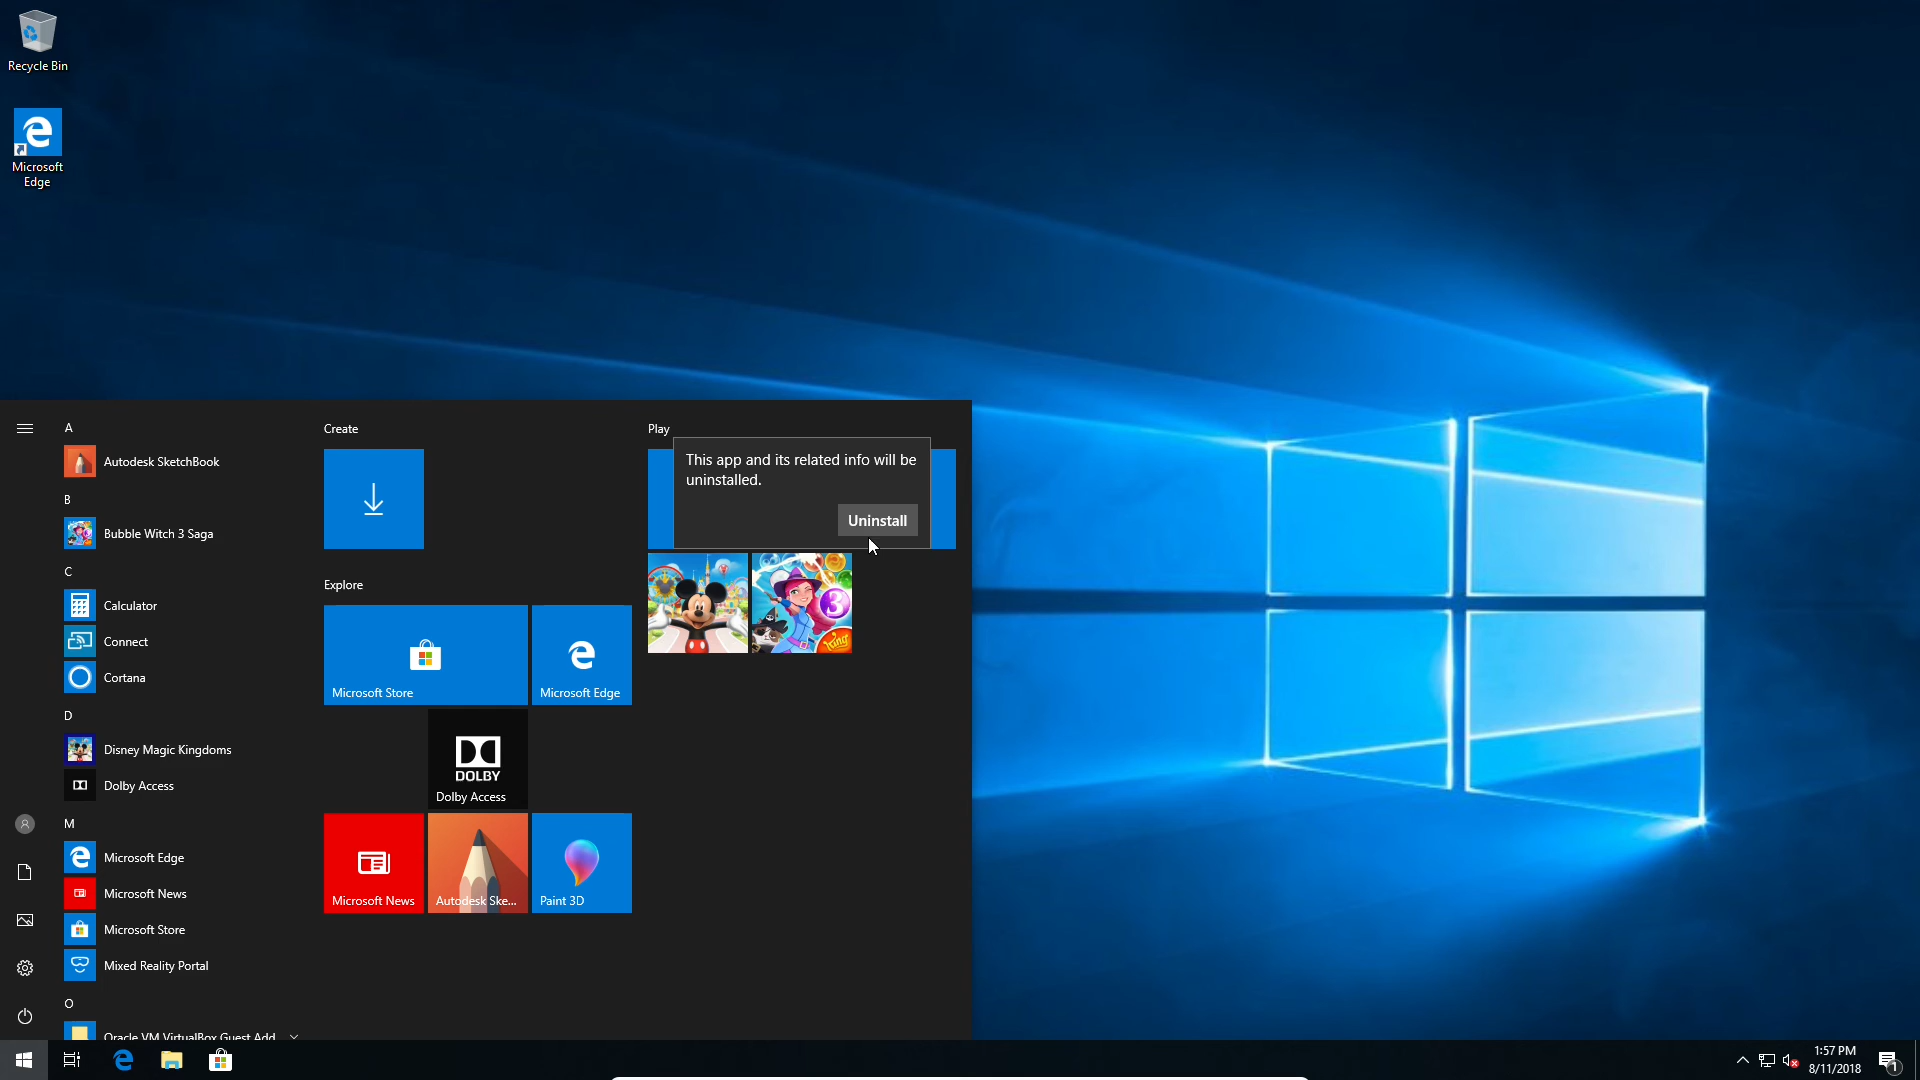 Recycle Bin
Microsoft
Edge
A
Autodesk SketchBook
B
Bubble Witch 3 Saga
C
Calculator
Connect
Cortana
D
Disney Magic Kingdoms
DOLBY
Dolby Access
M
Microsoft Edge
Microsoft News
Microsoft Store
Mixed Reality Portal
O
Oracle VM VirtualBox Guest Add...
Create
Explore
Microsoft Store
Microsoft Edge
Dolby Access
Microsoft News
Autodesk Ske...
Paint 3D
Play
This app and its related info will be
uninstalled.
Uninstall
3
King
1:57 PM
8/11/2018
1